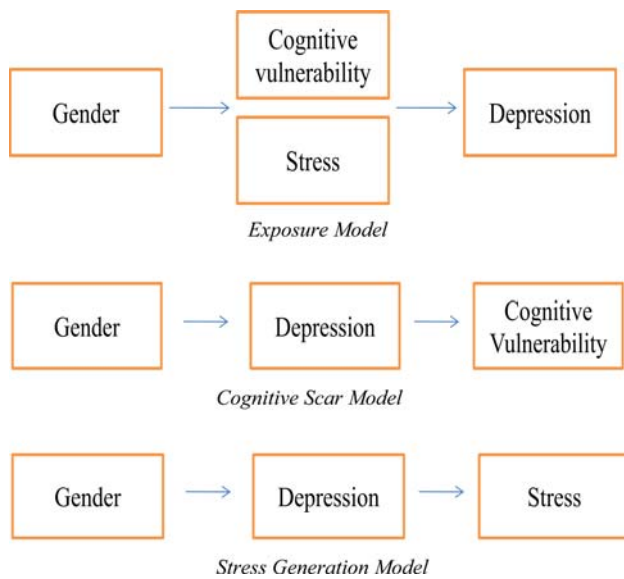 Cognitive
vulnerability
Gender
Depression
Stress
Exposure Model
Gender
Depression
Cognitive
Vulnerability
Cognitive Scar Model
Gender
Depression
Stress
Stress Generation Model